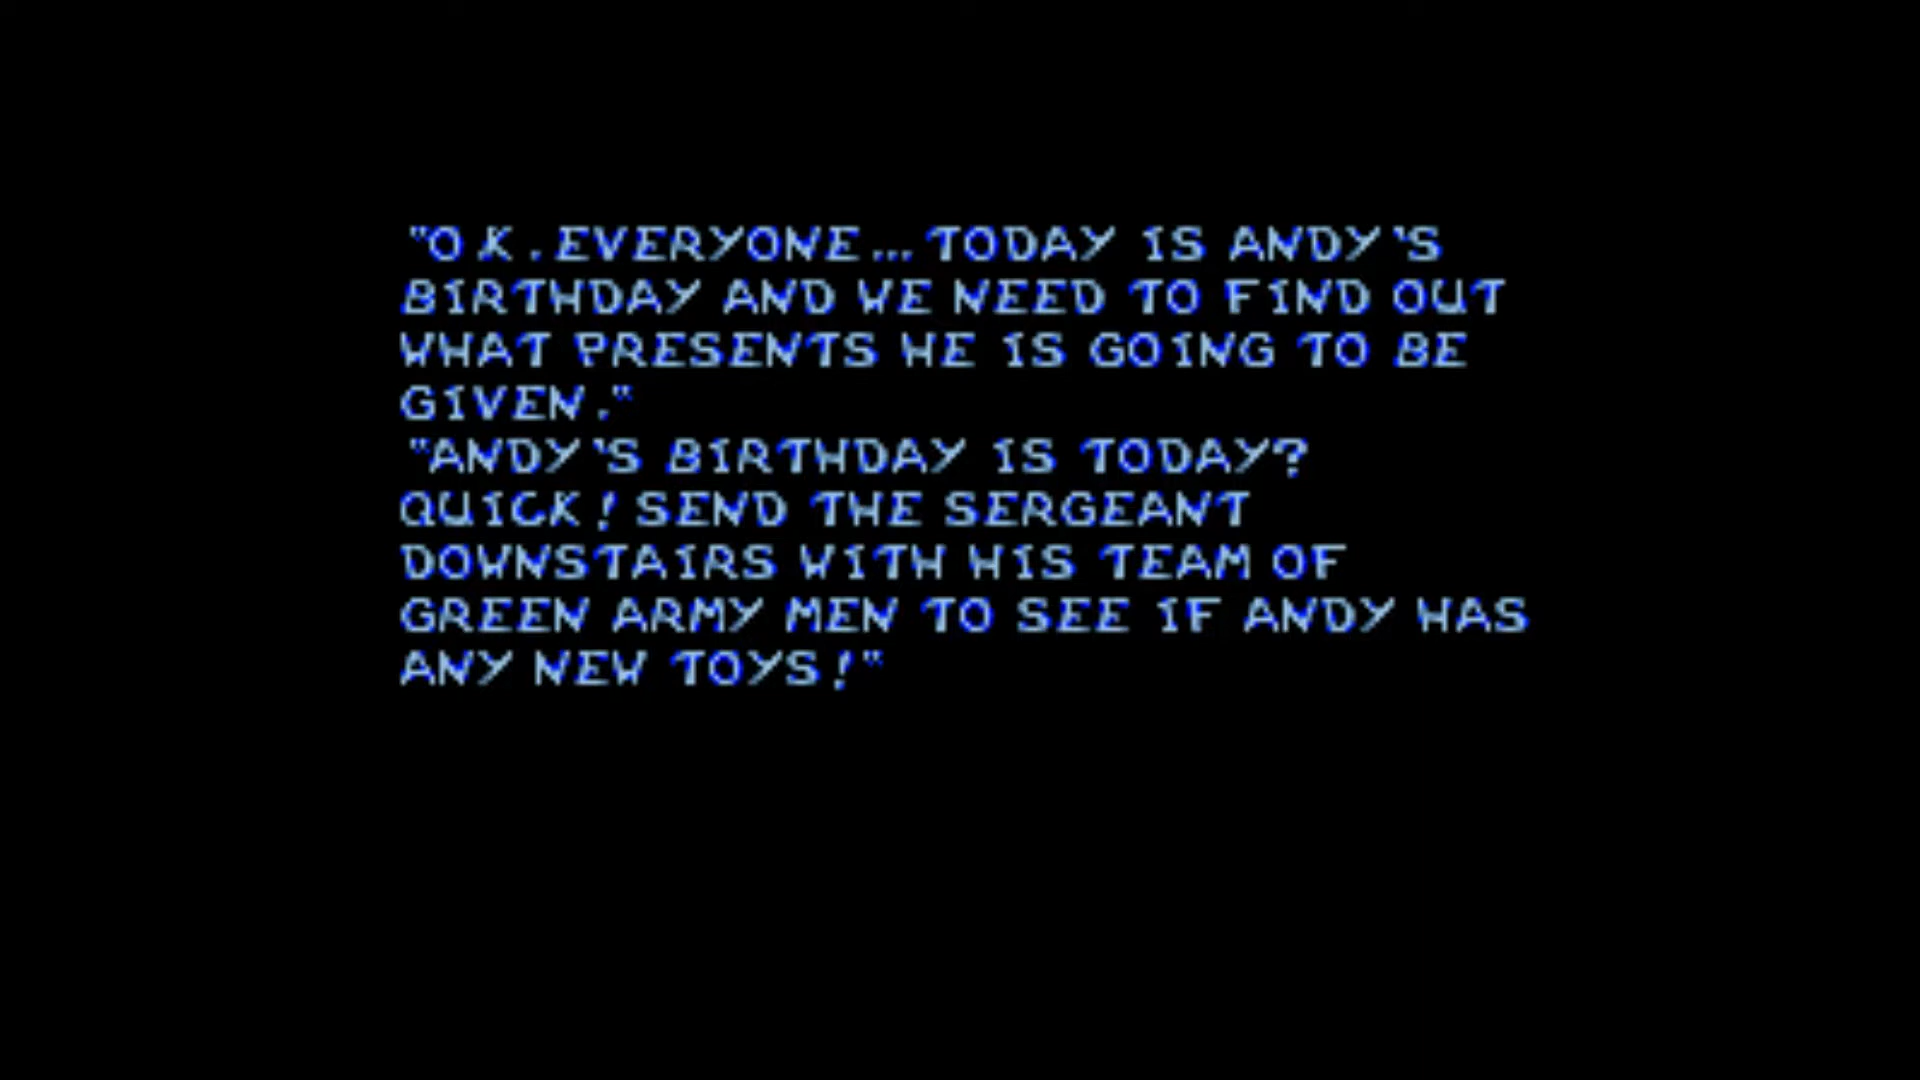 "O K. EVERYONE... TODAY IS ANDY'S
BIRTHDAY AND WE NEED TO FIND OUT
WHAT PRESENTS HE IS GOING TO BE
GIVEN."
"ANDY'S BIRTHDAY IS TODAY?
QUICK! SEND THE SERGEANT
DOWNSTAIRS WITH HIS TEAM OF
GREEN ARMY MEN TO SEE IF ANDY HAS
ANY NEW TOYS!"